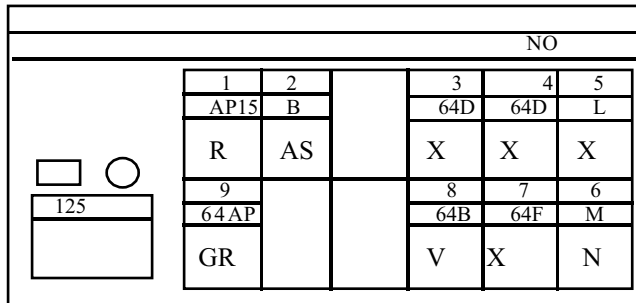 NO
1 2 3 4 5
AP15 B 64D 64D L
R AS X X X
9 8 7 6
125 64AP 64B 64F M
GR V X N